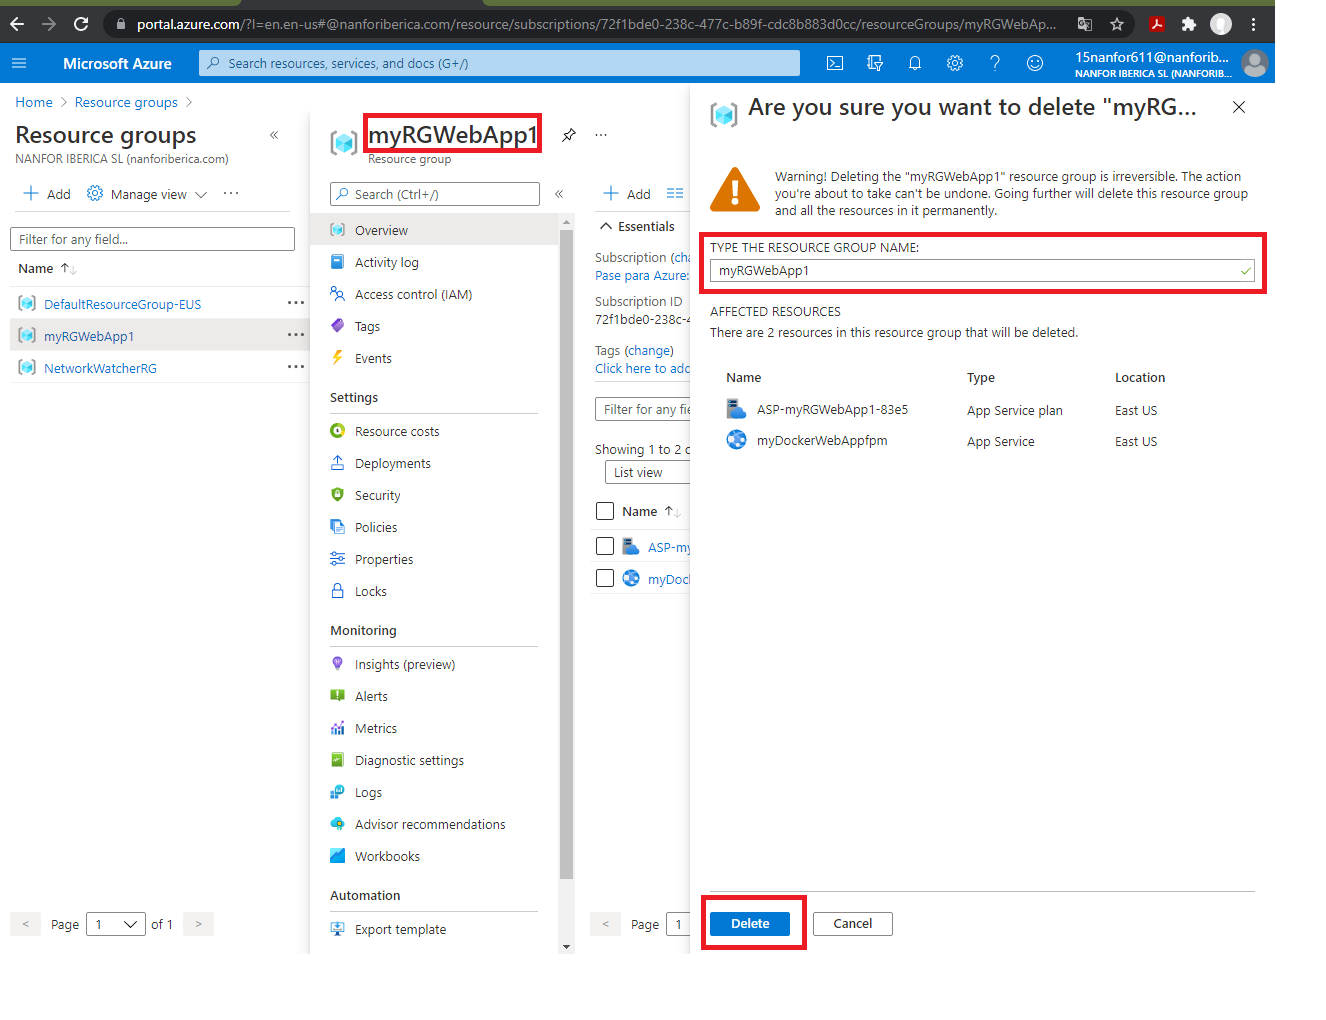 portal.azure.com/?l=en.en-us#@nanforiberica.com/resource/subscriptions/72f1bde0-238c-477c-b89f-cdc8b883d0cc/resourceGroups/myRGWebAp...
Microsoft Azure
Search resources, services, and docs (G+/)
15nanfor611@nanforib...
NANFOR IBERICA SL (NANFORIB...
Home > Resource groups >
Resource groups
NANFOR IBERICA SL (nanforiberica.com)
Add
Manage view
Filter for any field...
Name
DefaultResourceGroup-EUS
myRGWebApp1
NetworkWatcherRG
< Page 1 of 1 >
myRGWebApp1
Resource group
Search (Ctrl+/)
Overview
Activity log
Access control (IAM)
Tags
Events
Settings
Resource costs
Deployments
Security
Policies
Properties
Locks
Monitoring
Insights (preview)
Alerts
Metrics
Diagnostic settings
Logs
Advisor recommendations
Workbooks
Automation
Export template
Add
Essentials
Subscription (cha
Pase para Azure:
Subscription ID
72f1bde0-238c-4
Tags (change)
Click here to add
Filter for any fie
Showing 1 to 2 o
List view
Name
ASP-my
myDock
< Page 1
Are you sure you want to delete "myRG...
Warning! Deleting the "myRGWebApp1" resource group is irreversible. The action
you're about to take can't be undone. Going further will delete this resource group
and all the resources in it permanently.
TYPE THE RESOURCE GROUP NAME:
myRGWebApp1
AFFECTED RESOURCES
There are 2 resources in this resource group that will be deleted.
Name Type Location
ASP-myRGWebApp1-83e5 App Service plan East US
myDockerWebAppfpm App Service East US
Delete Cancel